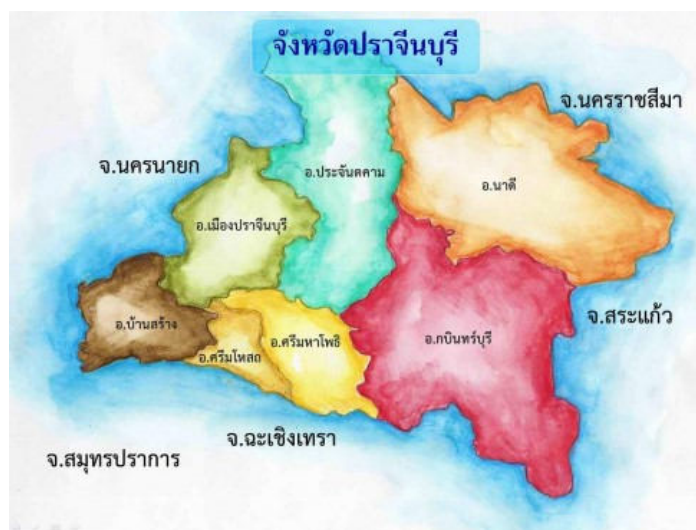 จังหวัดปราจีนบุรี
จ.นครราชสีมา
จ.นครนายก
อ.ประจันตคาม
อ.นาดี
อ.เมืองปราจีนบุรี
จ.สระแก้ว
อ.บ้านสร้าง
อ.ศรีมหาโพธิ
อ.กบินทร์บุรี
อ.ศรีมโหสถ
จ.ฉะเชิงเทรา
จ.สมุทรปราการ